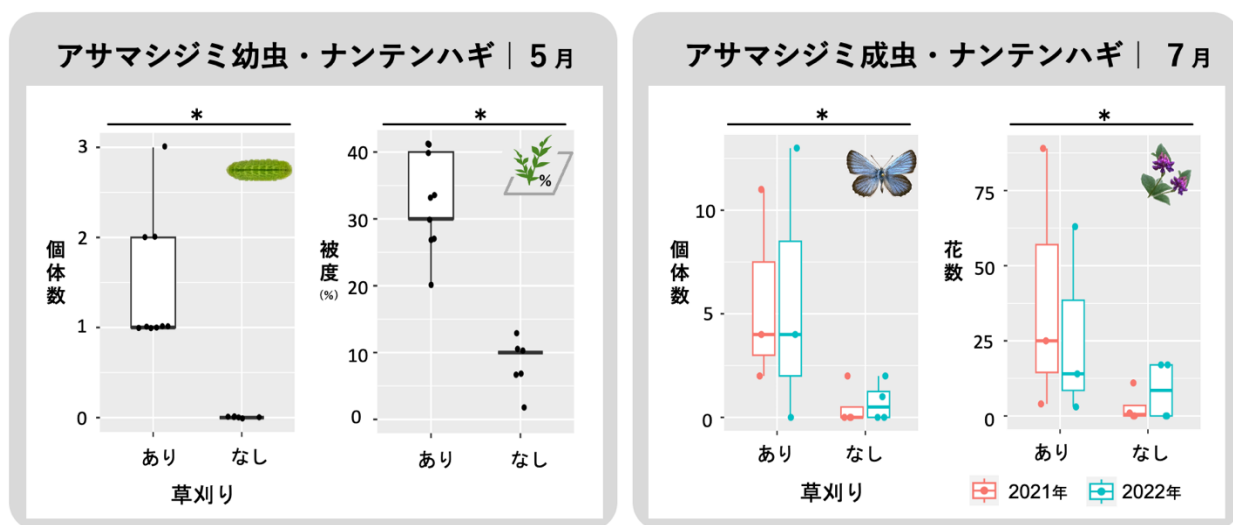 アサマシジミ幼虫・ナンテンハギ｜5月
*
個体数
3
2
1
0
あり
なし
草刈り
*
被度
(%)
40
30
20
10
0
%
あり
なし
アサマシジミ成虫・ナンテンハギ｜ 7月
*
個体数
10
5
0
あり
なし
草刈り
*
花数
75
50
25
0
あり
なし
2021年
2022年